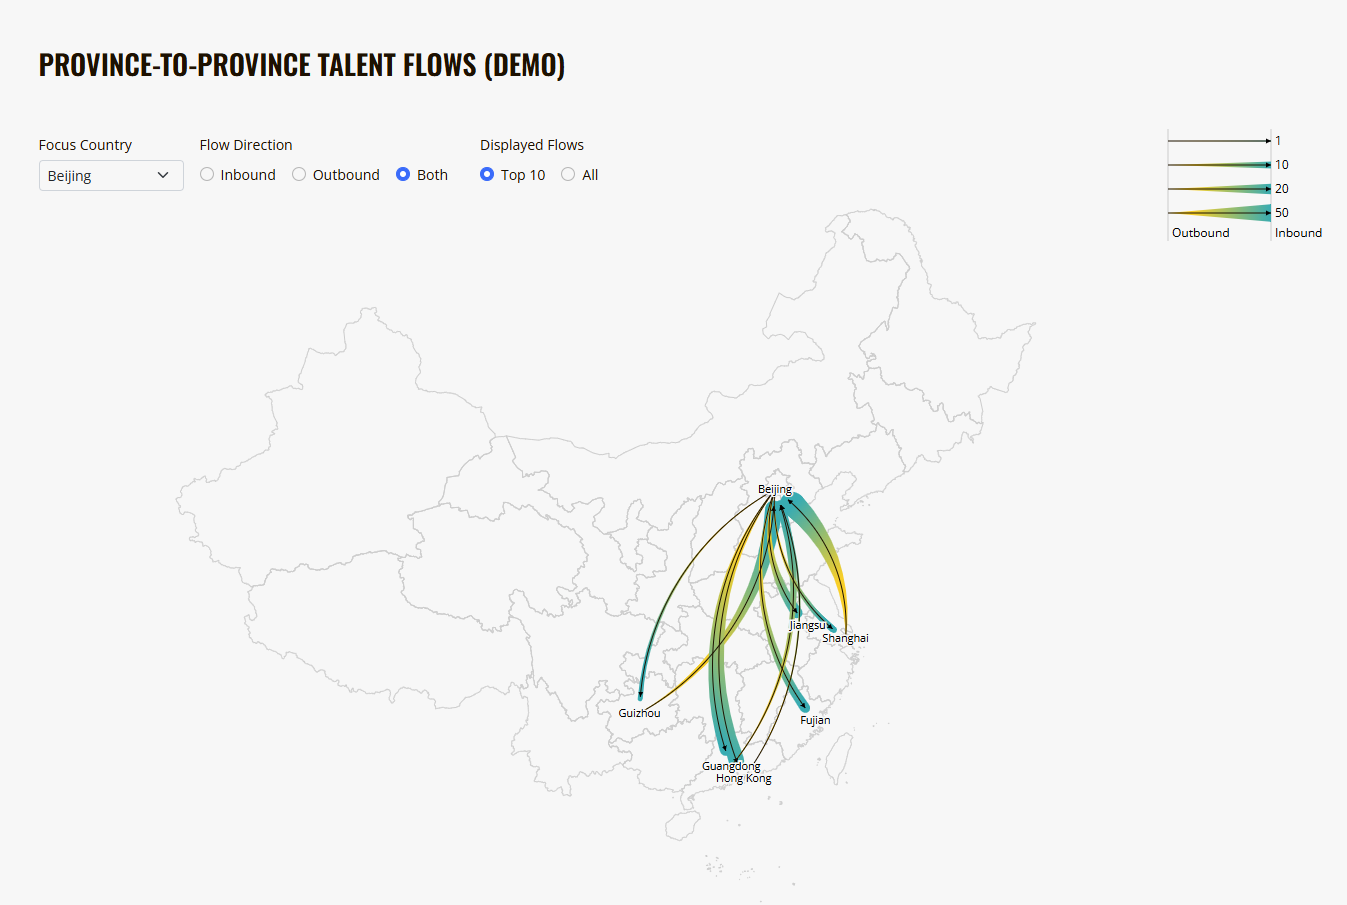 PROVINCE-TO-PROVINCE TALENT FLOWS (DEMO)
Focus Country
Flow Direction
Displayed Flows
Beijing
Inbound
Outbound
Both
Top 10
All
1
10
20
50
Outbound
Inbound
Beijing
Jiangsu
Shanghai
Guizhou
Fujian
Guangdong
Hong Kong